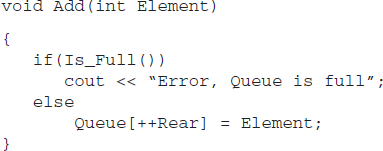 void Add(int Element)
{
if(Is_Full())
cout << “Error, Queue is full”;
else
Queue[++Rear] = Element;
}